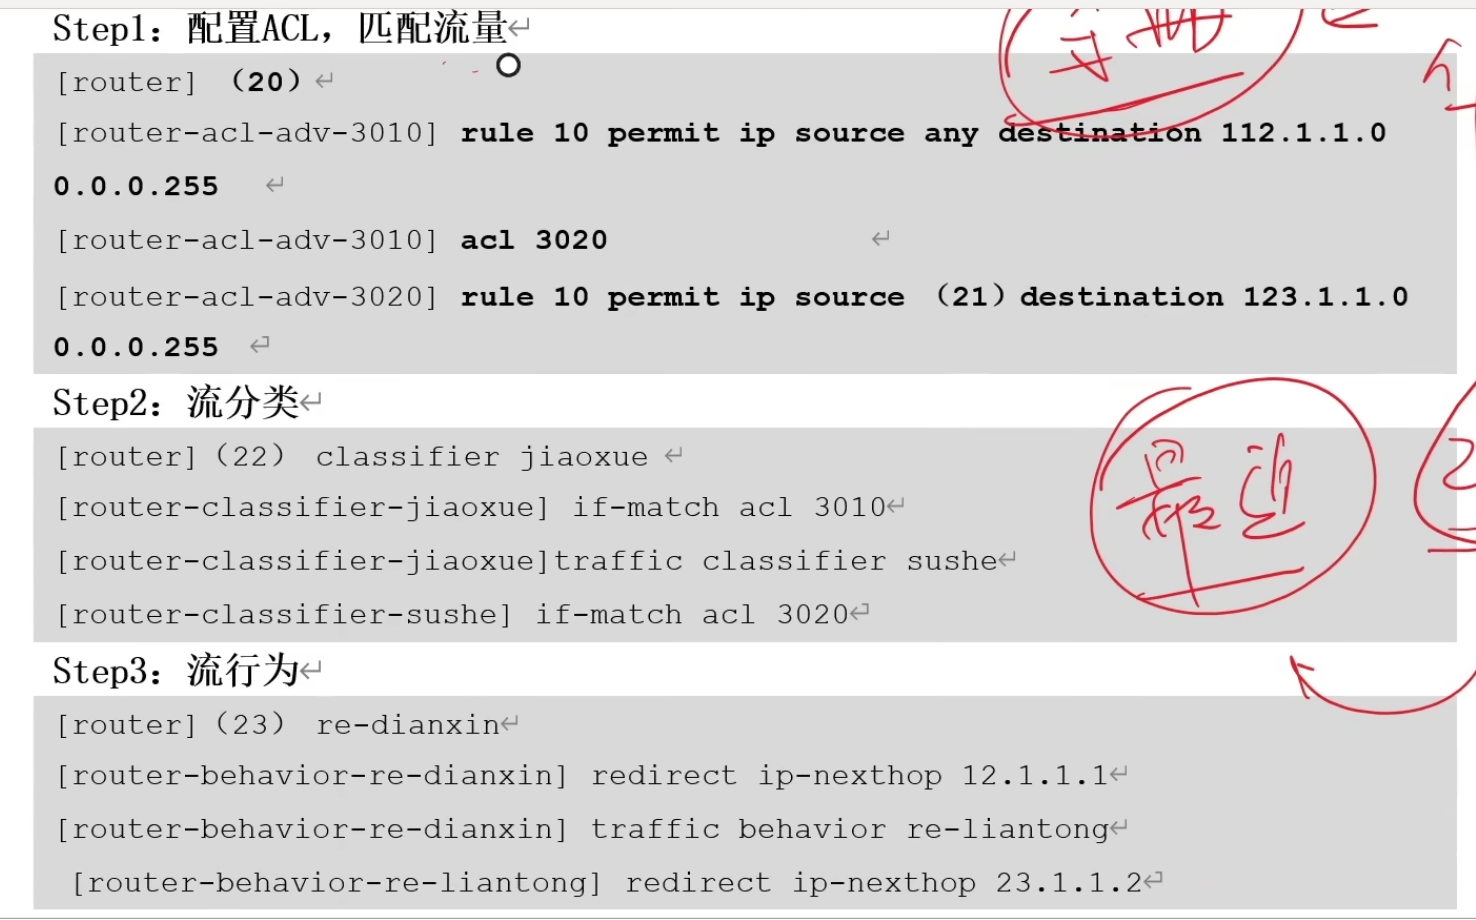 Step1：配置ACL，匹配流量↵
[router] （20）↵
[router-acl-adv-3010] rule 10 permit ip source any destination 112.1.1.0
0.0.0.255 ↵
[router-acl-adv-3010] acl 3020 ↵
[router-acl-adv-3020] rule 10 permit ip source （21）destination 123.1.1.0
0.0.0.255 ↵
Step2：流分类↵
[router]（22） classifier jiaoxue ↵
[router-classifier-jiaoxue] if-match acl 3010↵
[router-classifier-jiaoxue]traffic classifier sushe↵
[router-classifier-sushe] if-match acl 3020↵
Step3：流行为↵
[router]（23） re-dianxin↵
[router-behavior-re-dianxin] redirect ip-nexthop 12.1.1.1↵
[router-behavior-re-dianxin] traffic behavior re-liantong↵
[router-behavior-re-liantong] redirect ip-nexthop 23.1.1.2↵